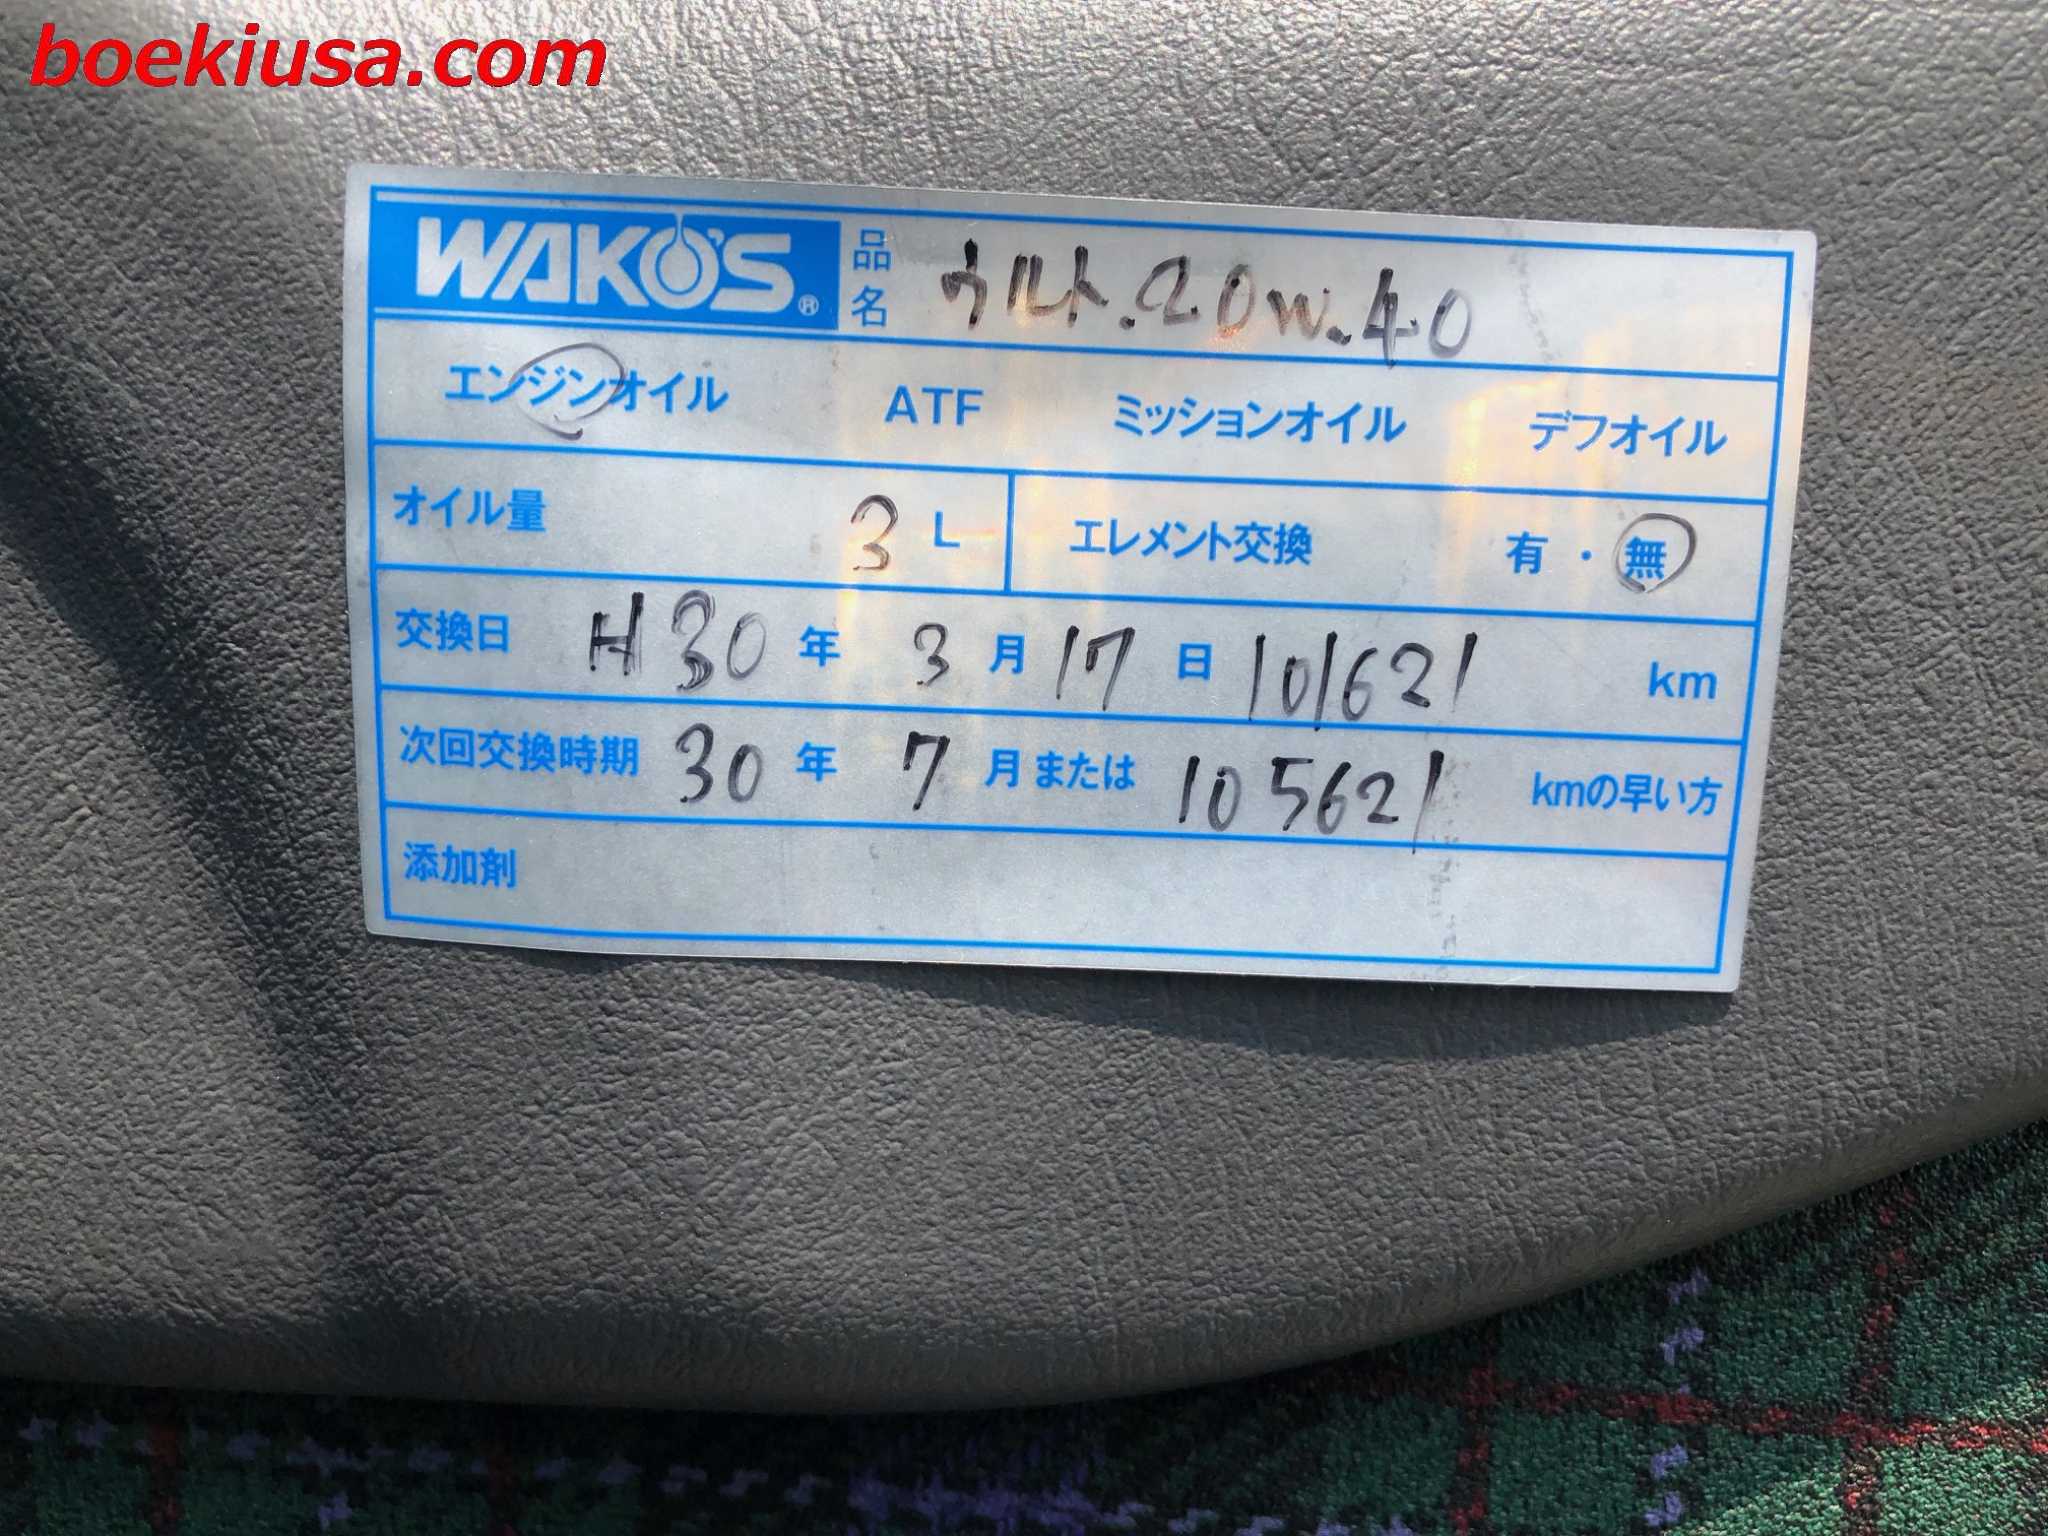 boekiusa.com
WAKO'S® 品名 ウルト.20W.40
エンジンオイル ATF ミッションオイル デフオイル
オイル量 3 L エレメント交換 有・無
交換日 H30 年 3 月 17 日 101621 km
次回交換時期 30 年 7 月または 105621 kmの早い方
添加剤